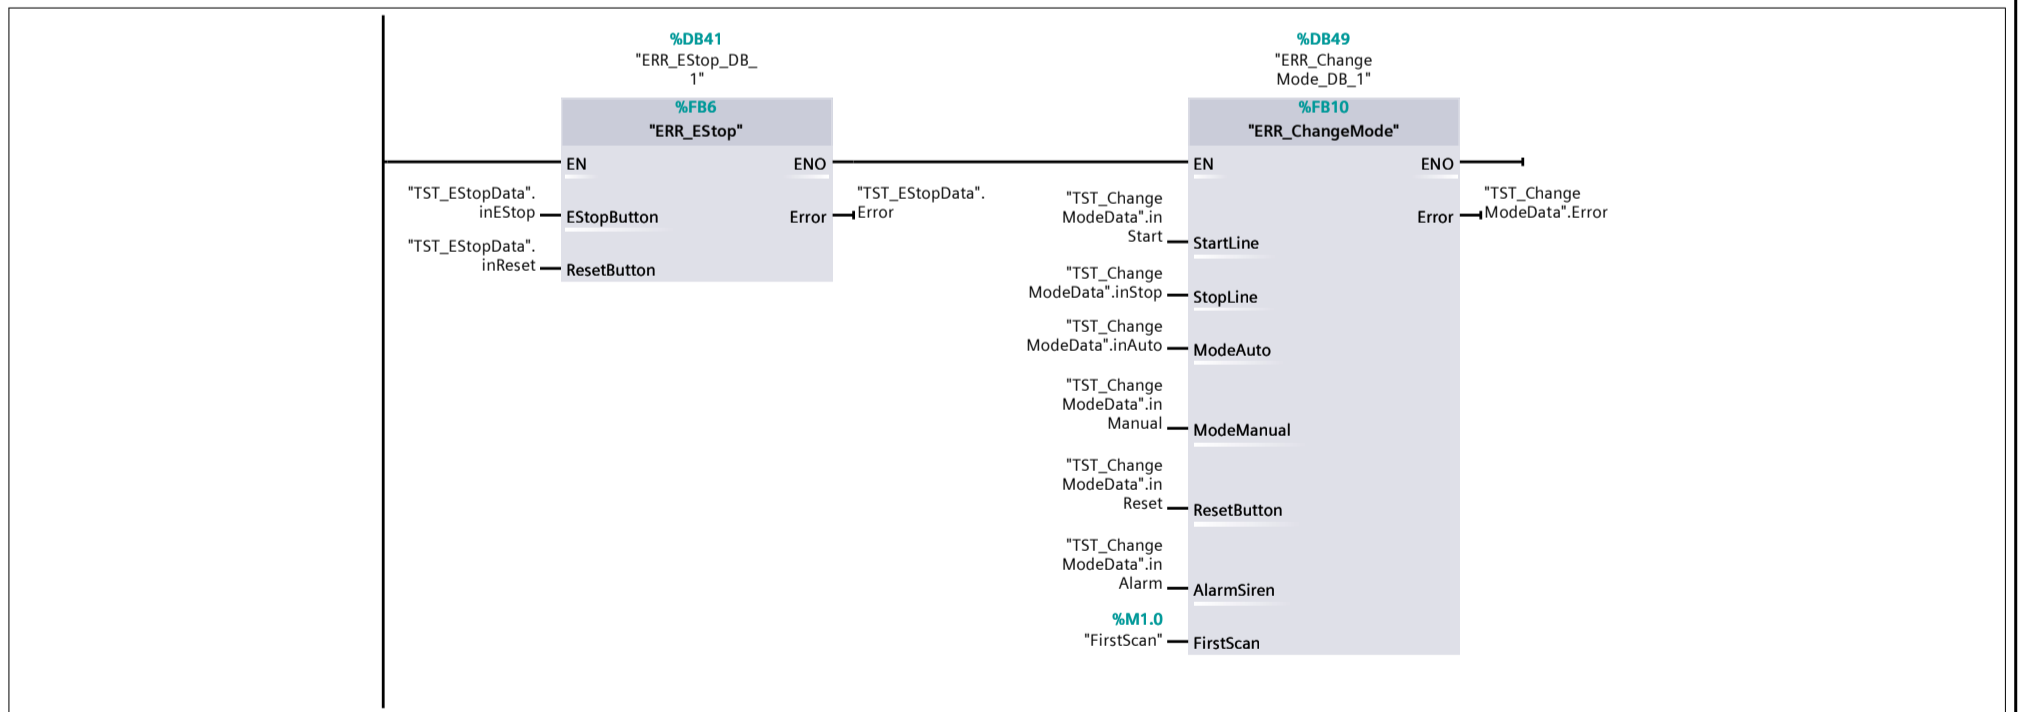 %DB41
"ERR_EStop_DB_
1"
%FB6
"ERR_EStop"
EN
ENO
"TST_EStopData".
inEStop
EStopButton
Error
"TST_EStopData".
Error
"TST_EStopData".
inReset
ResetButton
%DB49
"ERR_Change
Mode_DB_1"
%FB10
"ERR_ChangeMode"
EN
ENO
"TST_Change
ModeData".in
Start
StartLine
Error
"TST_Change
ModeData".Error
"TST_Change
ModeData".inStop
StopLine
"TST_Change
ModeData".inAuto
ModeAuto
"TST_Change
ModeData".in
Manual
ModeManual
"TST_Change
ModeData".in
Reset
ResetButton
"TST_Change
ModeData".in
Alarm
AlarmSiren
%M1.0
"FirstScan"
FirstScan